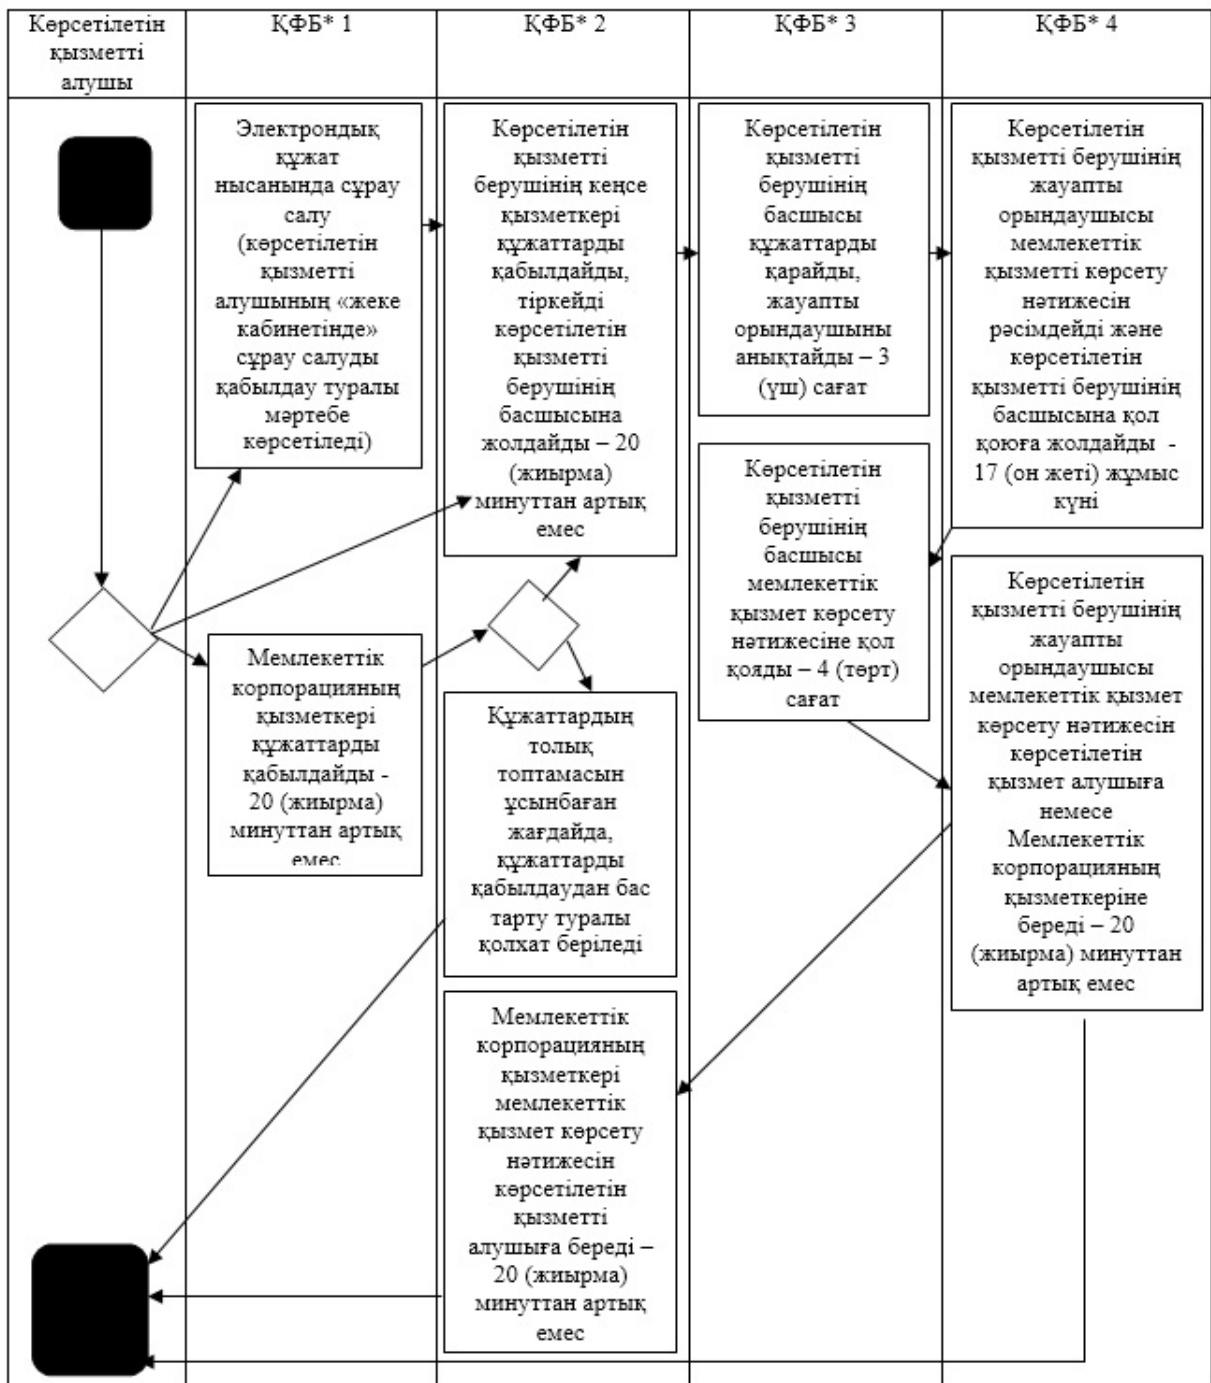 Көрсетілетін
қызметті
алушы
ҚФБ* 1
ҚФБ* 2
ҚФБ* 3
ҚФБ* 4
Электрондық
құжат
нысанында сұрау
салу
(көрсетілетін
қызметті
алушының «жеке
кабинетінде»
сұрау салуды
қабылдау туралы
мәртебе
көрсетіледі)
Мемлекеттік
корпорацияның
қызметкері
құжаттарды
қабылдайды -
20 (жиырма)
минуттан артық
емес
Көрсетілетін
қызметті
берушінің кеңсе
қызметкері
құжаттарды
қабылдайды,
тіркейді
көрсетілетін
қызметті
берушінің
басшысына
жолдайды – 20
(жиырма)
минуттан артық
емес
Құжаттардың
толық
топтамасын
ұсынбаған
жағдайда,
құжаттарды
қабылдаудан бас
тарту туралы
қолхат беріледі
Мемлекеттік
корпорацияның
қызметкері
мемлекеттік
қызмет көрсету
нәтижесін
көрсетілетін
қызметті
алушыға береді –
20 (жиырма)
минуттан артық
емес
Көрсетілетін
қызметті
берушінің
басшысы
құжаттарды
қарайды,
жауапты
орындаушыны
анықтайды – 3
(үш) сағат
Көрсетілетін
қызметті
берушінің
басшысы
мемлекеттік
қызмет көрсету
нәтижесіне қол
қояды – 4 (төрт)
сағат
Көрсетілетін
қызметті берушінің
жауапты
орындаушысы
мемлекеттік
қызметті көрсету
нәтижесін
рәсімдейді және
көрсетілетін
қызметті берушінің
басшысына қол
қоюға жолдайды -
17 (он жеті) жұмыс
күні
Көрсетілетін
қызметті берушінің
жауапты
орындаушысы
мемлекеттік қызмет
көрсету нәтижесін
көрсетілетін
қызмет алушыға
немесе
Мемлекеттік
корпорацияның
қызметкеріне
береді – 20
(жиырма) минуттан
артық емес